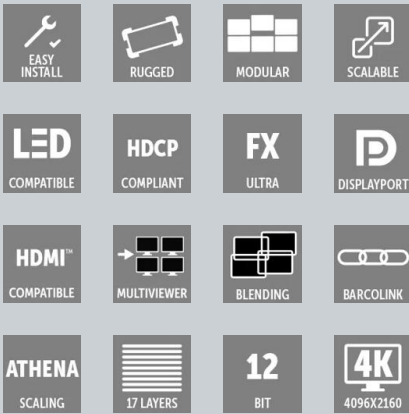 EASY
INSTALL
RUGGED
MODULAR
SCALABLE
LED
COMPATIBLE
HDCP
COMPLIANT
FX
ULTRA
DISPLAYPORT
HDMI™
COMPATIBLE
MULTIVIEWER
BLENDING
BARCOLINK
ATHENA
SCALING
17 LAYERS
12
BIT
4K
4096X2160